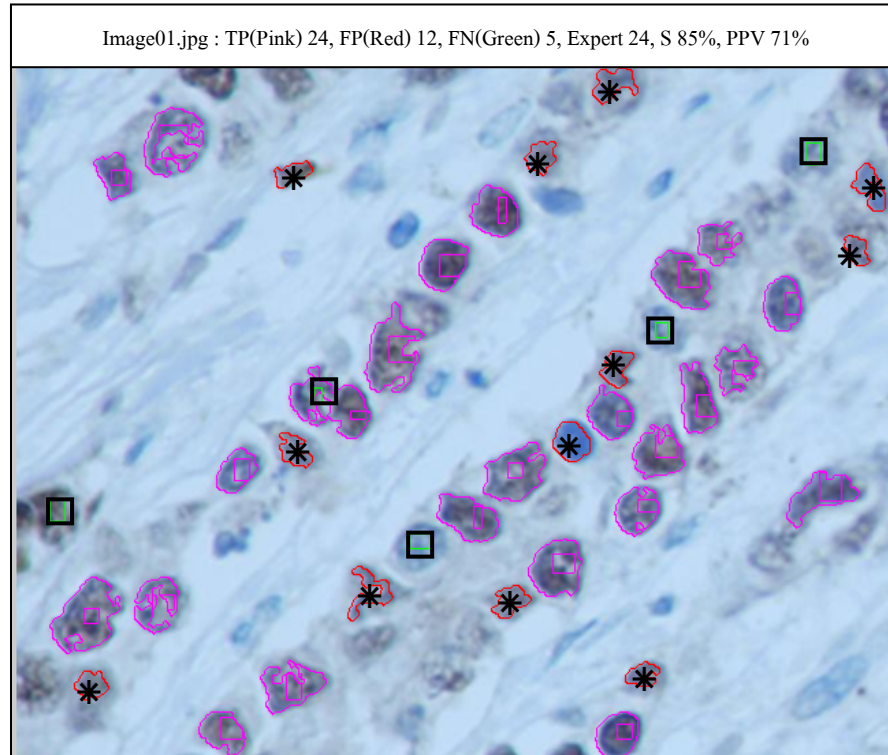 Image01.jpg : TP(Pink) 24, FP(Red) 12, FN(Green) 5, Expert 24, S 85%, PPV 71%